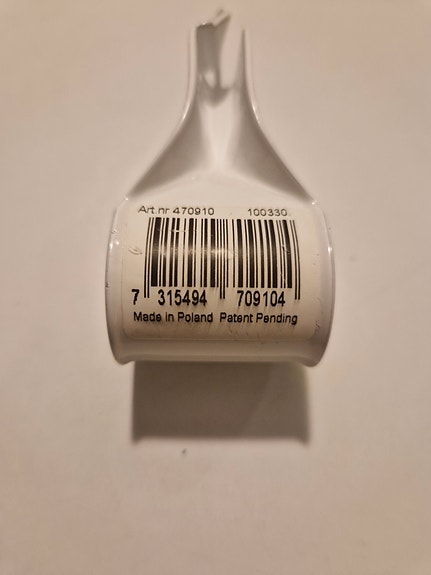 Art.nr 470910 100330
7 315494 709104
Made in Poland Patent Pending